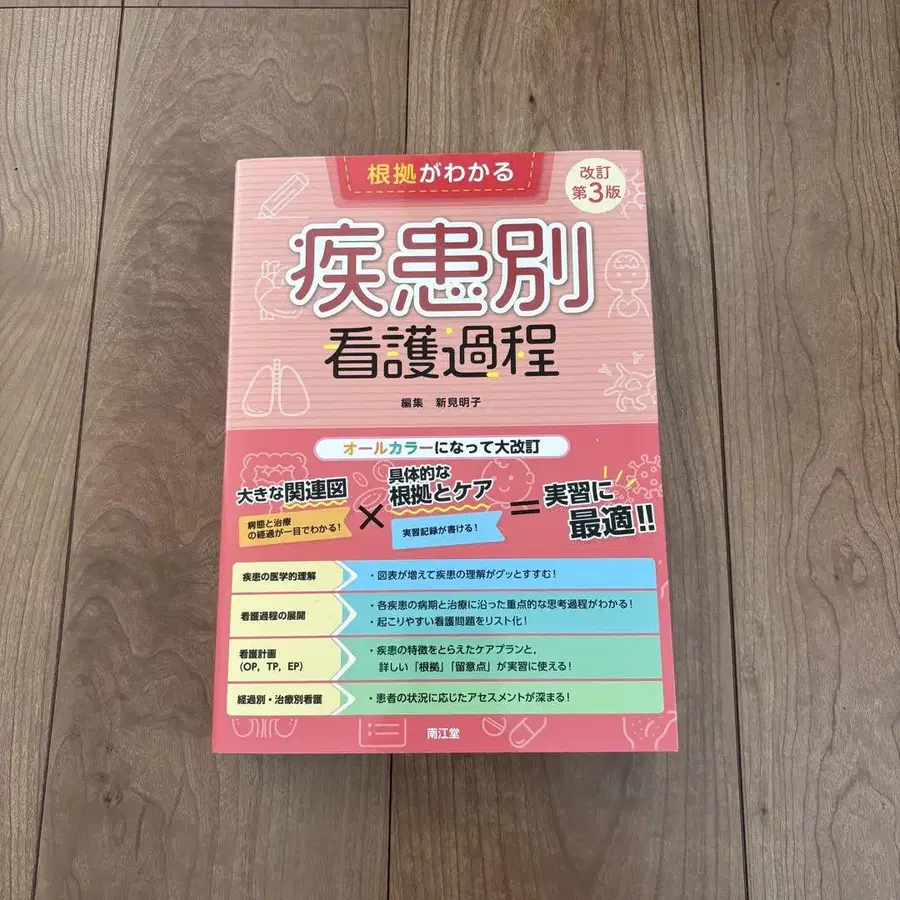 根拠がわかる
改訂
第3版
疾患別
看護過程
編集 新見明子
オールカラーになって大改訂
大きな関連図
病態と治療
の経過が一目でわかる!
×
具体的な
根拠とケア
実習記録が書ける!
=
実習に
最適!!
疾患の医学的理解
・図表が増えて疾患の理解がグッとすすむ!
看護過程の展開
・各疾患の病期と治療に沿った重点的な思考過程がわかる!
・起こりやすい看護問題をリスト化!
看護計画
(OP, TP, EP)
・疾患の特徴をとらえたケアプランと,
詳しい「根拠」「留意点」が実習に使える!
経過別・治療別看護
・患者の状況に応じたアセスメントが深まる!
南江堂